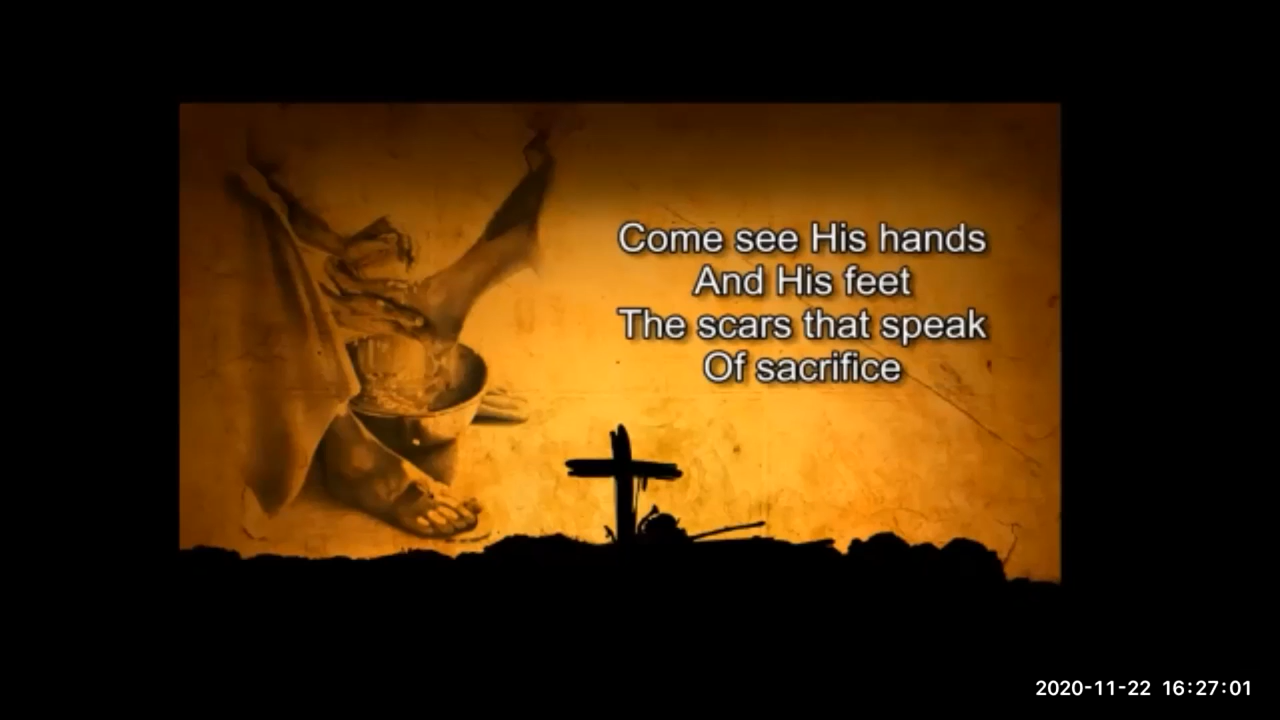 Come see His hands
And His feet
The scars that speak
Of sacrifice
2020-11-22 16:27:01